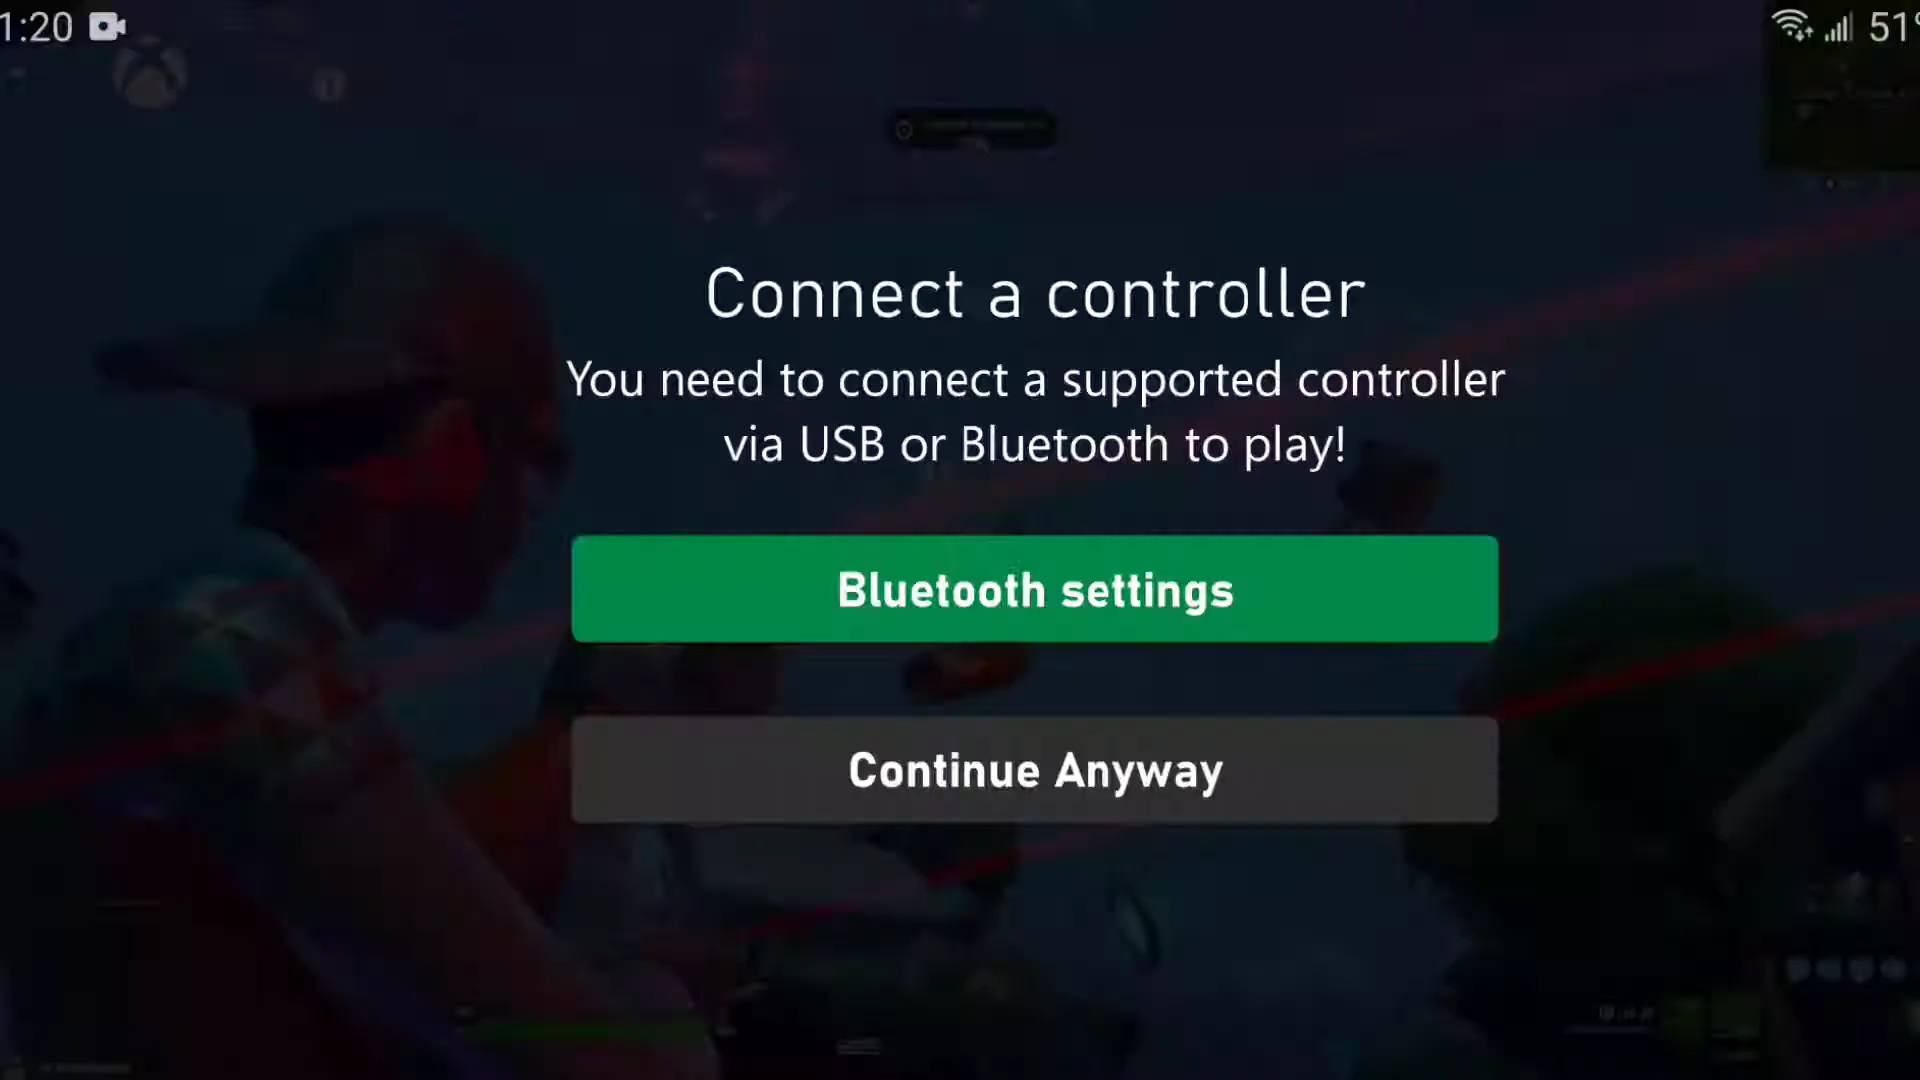 1:20
51
Connect a controller
You need to connect a supported controller
via USB or Bluetooth to play!
Bluetooth settings
Continue Anyway